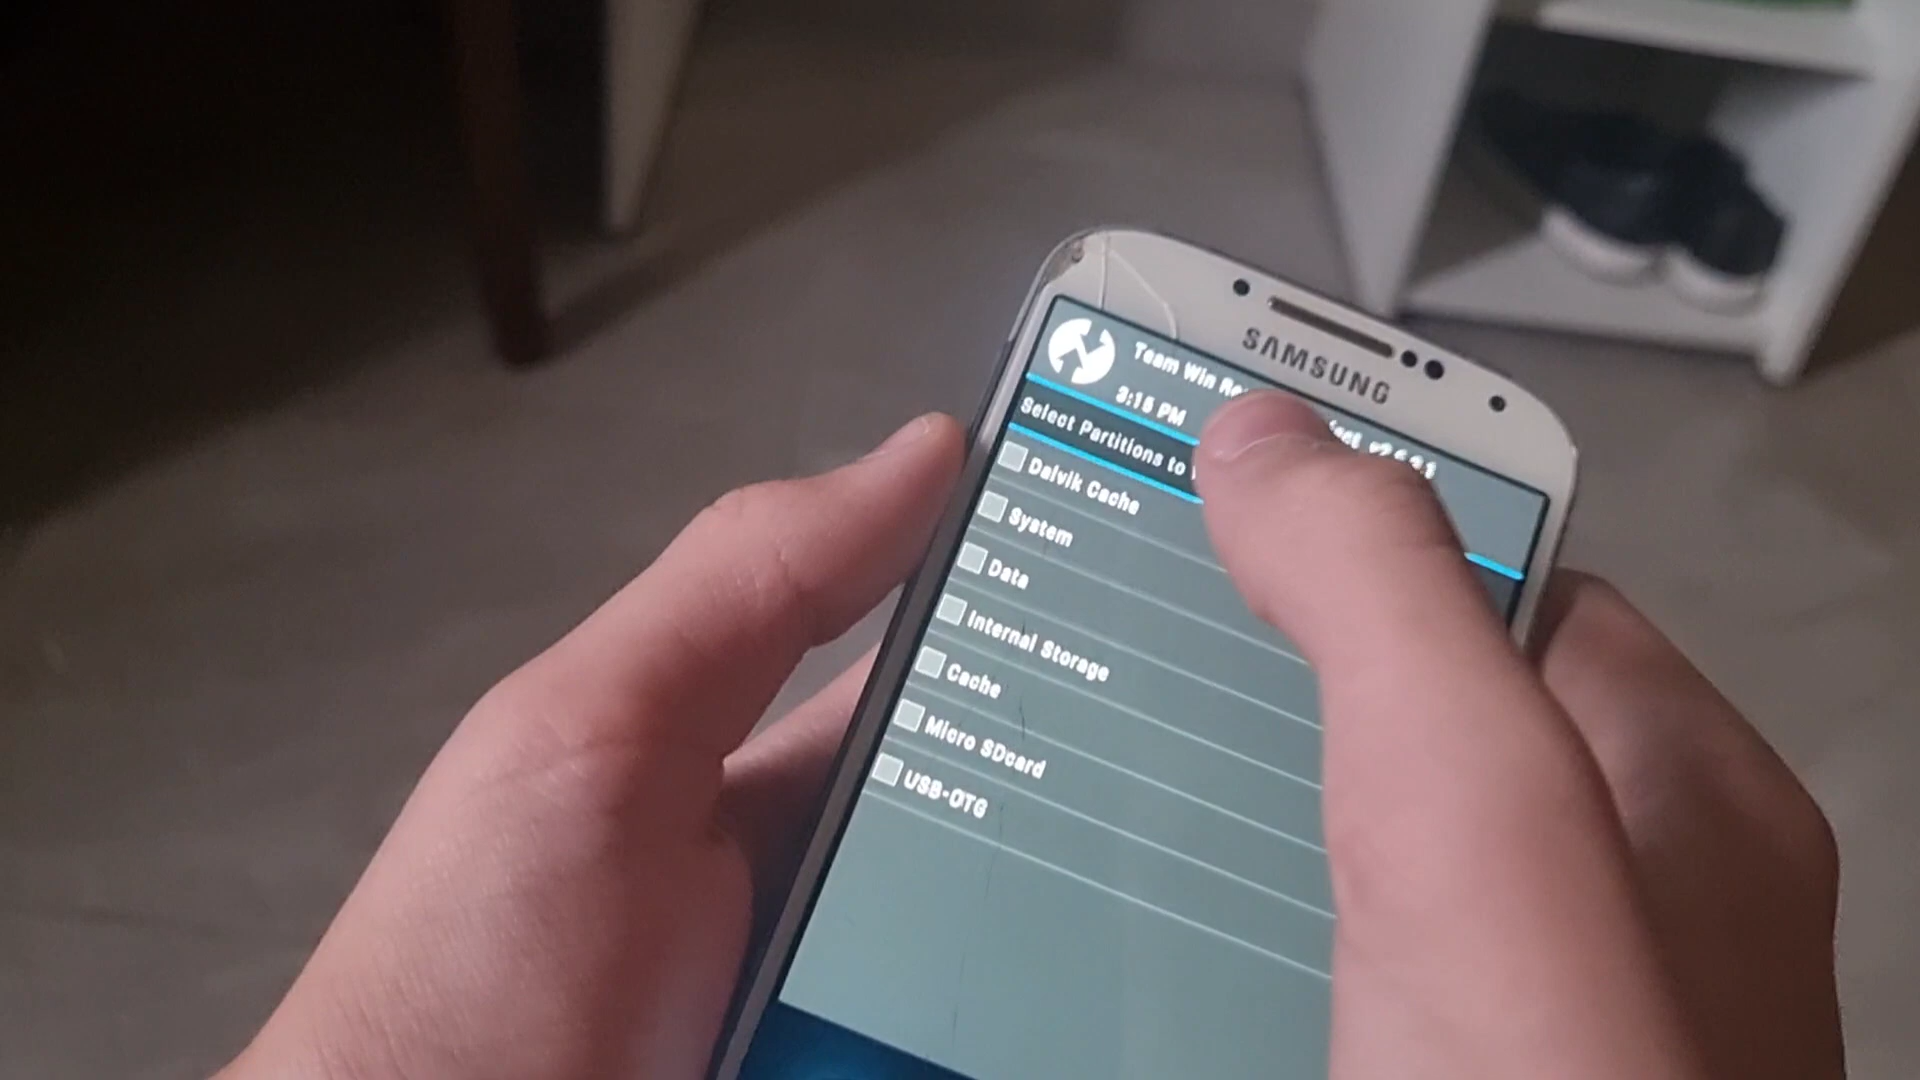 SAMSUNG
Team Win
3:15 PM
Select Partitions to
Dalvik Cache
System
Data
Internal Storage
Cache
Micro SDcard
USB-OTG